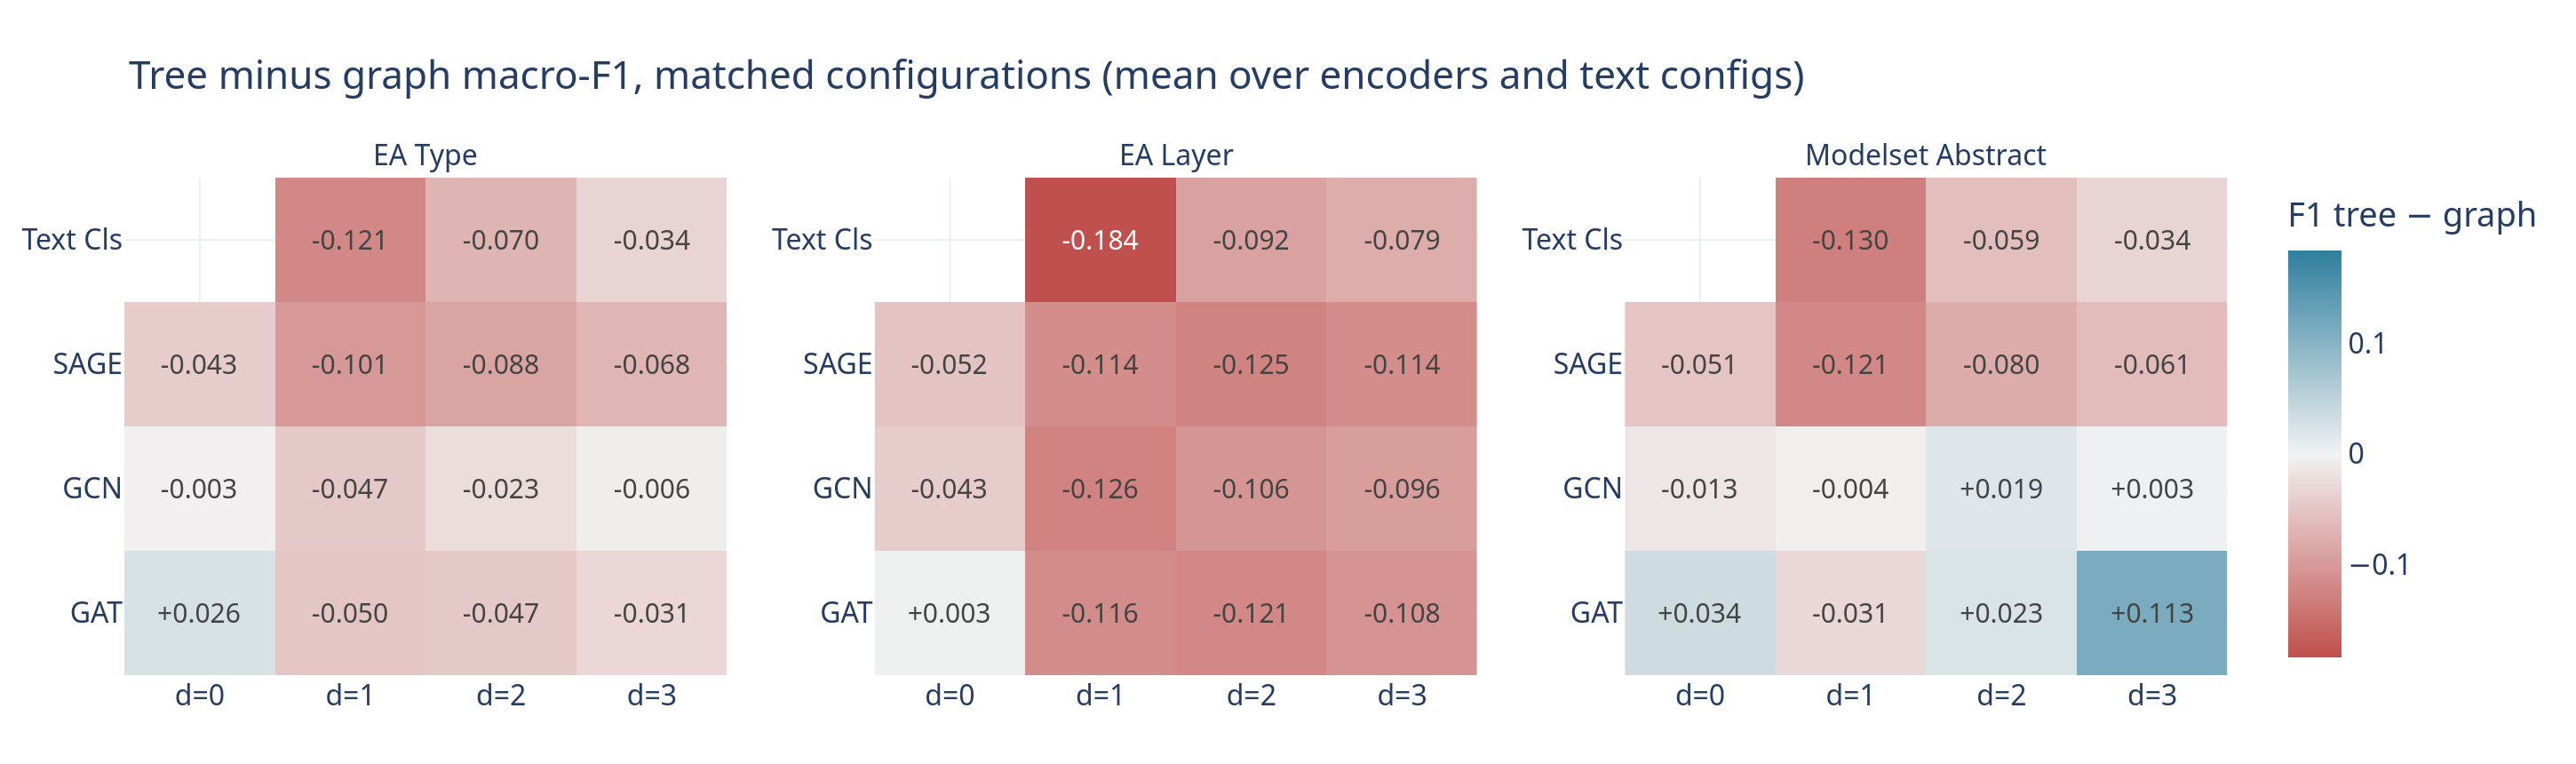 Tree minus graph macro-F1, matched configurations (mean over encoders and text configs)
EA Type
Text Cls -0.121 -0.070 -0.034
SAGE -0.043 -0.101 -0.088 -0.068
GCN -0.003 -0.047 -0.023 -0.006
GAT +0.026 -0.050 -0.047 -0.031
d=0 d=1 d=2 d=3
EA Layer
Text Cls -0.184 -0.092 -0.079
SAGE -0.052 -0.114 -0.125 -0.114
GCN -0.043 -0.126 -0.106 -0.096
GAT +0.003 -0.116 -0.121 -0.108
d=0 d=1 d=2 d=3
Modelset Abstract
Text Cls -0.130 -0.059 -0.034
SAGE -0.051 -0.121 -0.080 -0.061
GCN -0.013 -0.004 +0.019 +0.003
GAT +0.034 -0.031 +0.023 +0.113
d=0 d=1 d=2 d=3
F1 tree − graph
0.1
0
−0.1